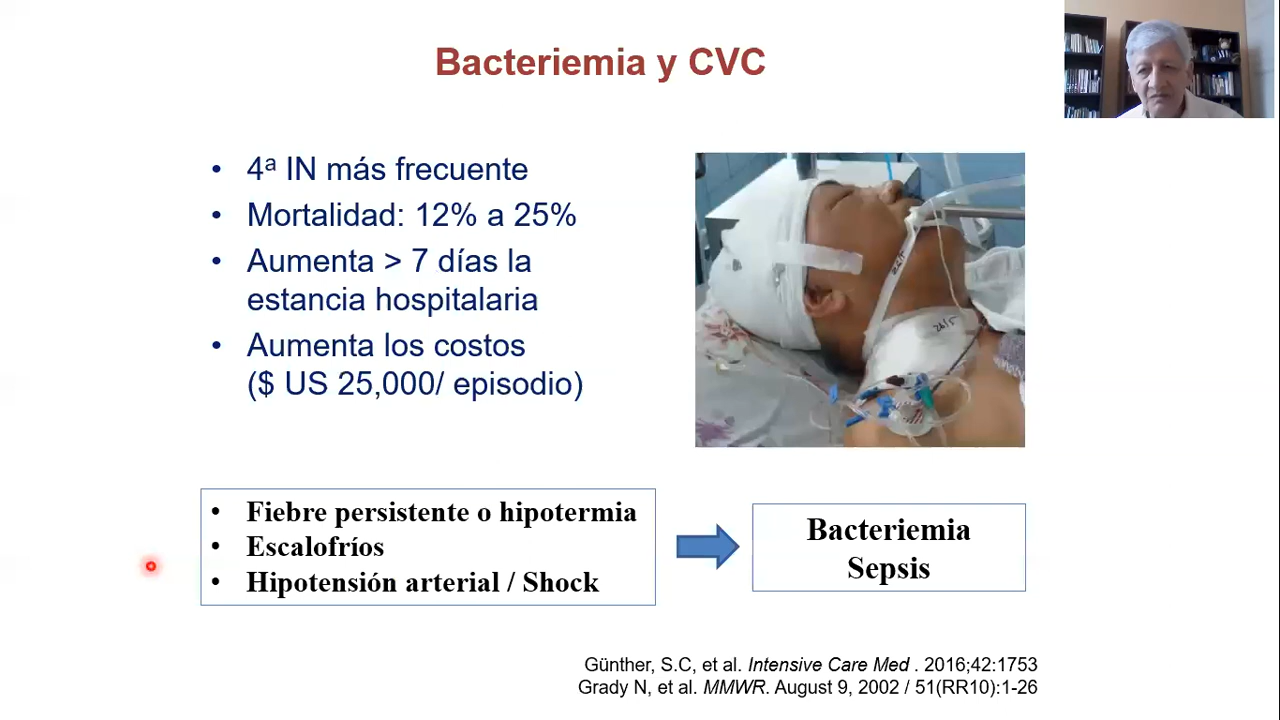 Bacteriemia y CVC
• 4ª IN más frecuente
• Mortalidad: 12% a 25%
• Aumenta > 7 días la
estancia hospitalaria
• Aumenta los costos
($ US 25,000/ episodio)
26/5
• Fiebre persistente o hipotermia
• Escalofríos
• Hipotensión arterial / Shock
Bacteriemia
Sepsis
Günther, S.C, et al. Intensive Care Med . 2016;42:1753
Grady N, et al. MMWR. August 9, 2002 / 51(RR10):1-26